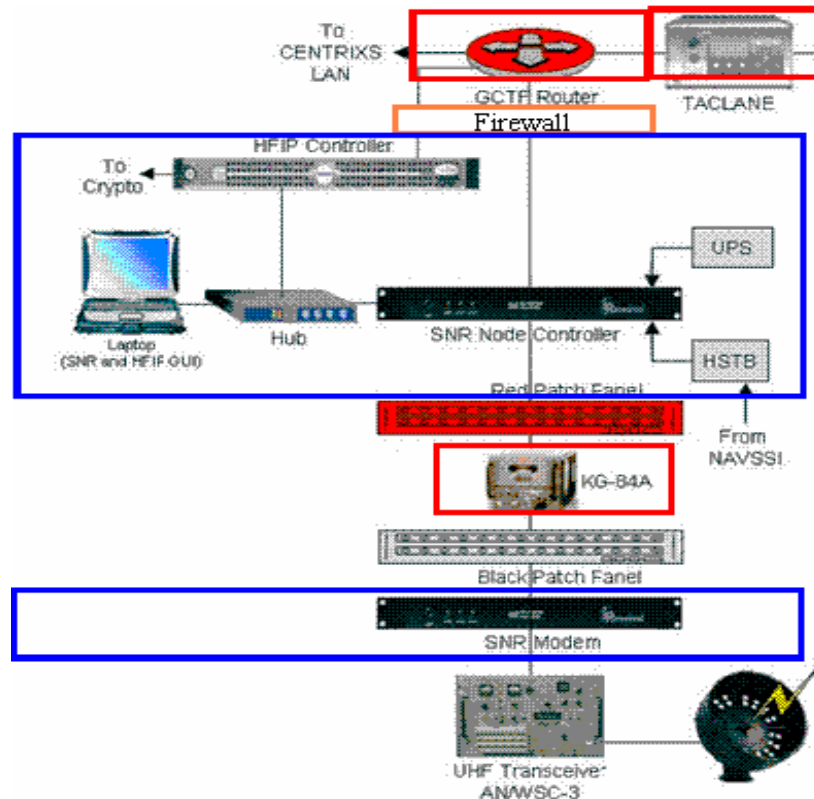 To
CENTRIXS
LAN
GCTF Router
TACLANE
Firewall
HFIP Controller
To
Crypto
UPS
Hub
SNR Node Controller
Laptop
(SNR and HFIP GUI)
HSTB
Red Patch Panel
From
NAVSSI
KG-84A
Black Patch Panel
SNR Modem
UHF Transceiver
AN/WSC-3